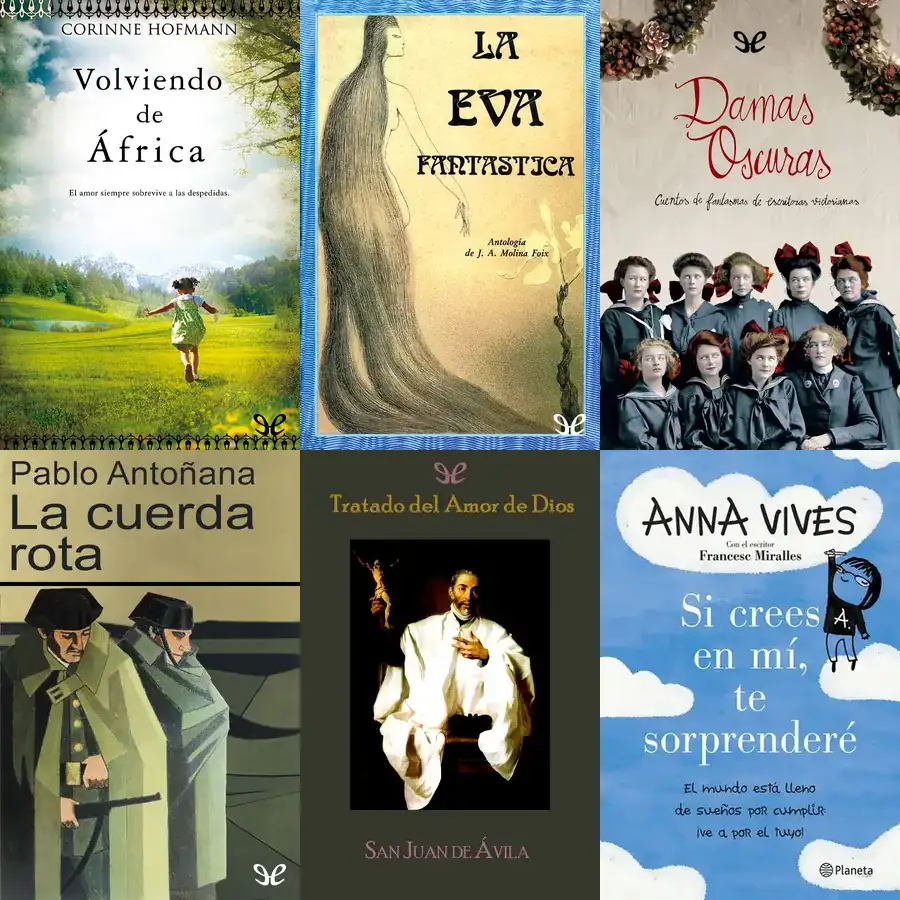 CORINNE HOFMANN
Volviendo
de
África
El amor siempre sobrevive a las despedidas.
LA
EVA
FANTASTICA
Antología
de J. A. Molina Foix
Damas
Oscuras
Cuentos de fantasmas de escritoras victorianas
Pablo Antoñana
La cuerda
rota
Tratado del Amor de Dios
SAN JUAN DE ÁVILA
ANNA VIVES
Con el escritor
Francesc Miralles
A.
Si crees
en mí,
te
sorprenderé
El mundo está lleno
de sueños por cumplir:
¡ve a por el tuyo!
Planeta